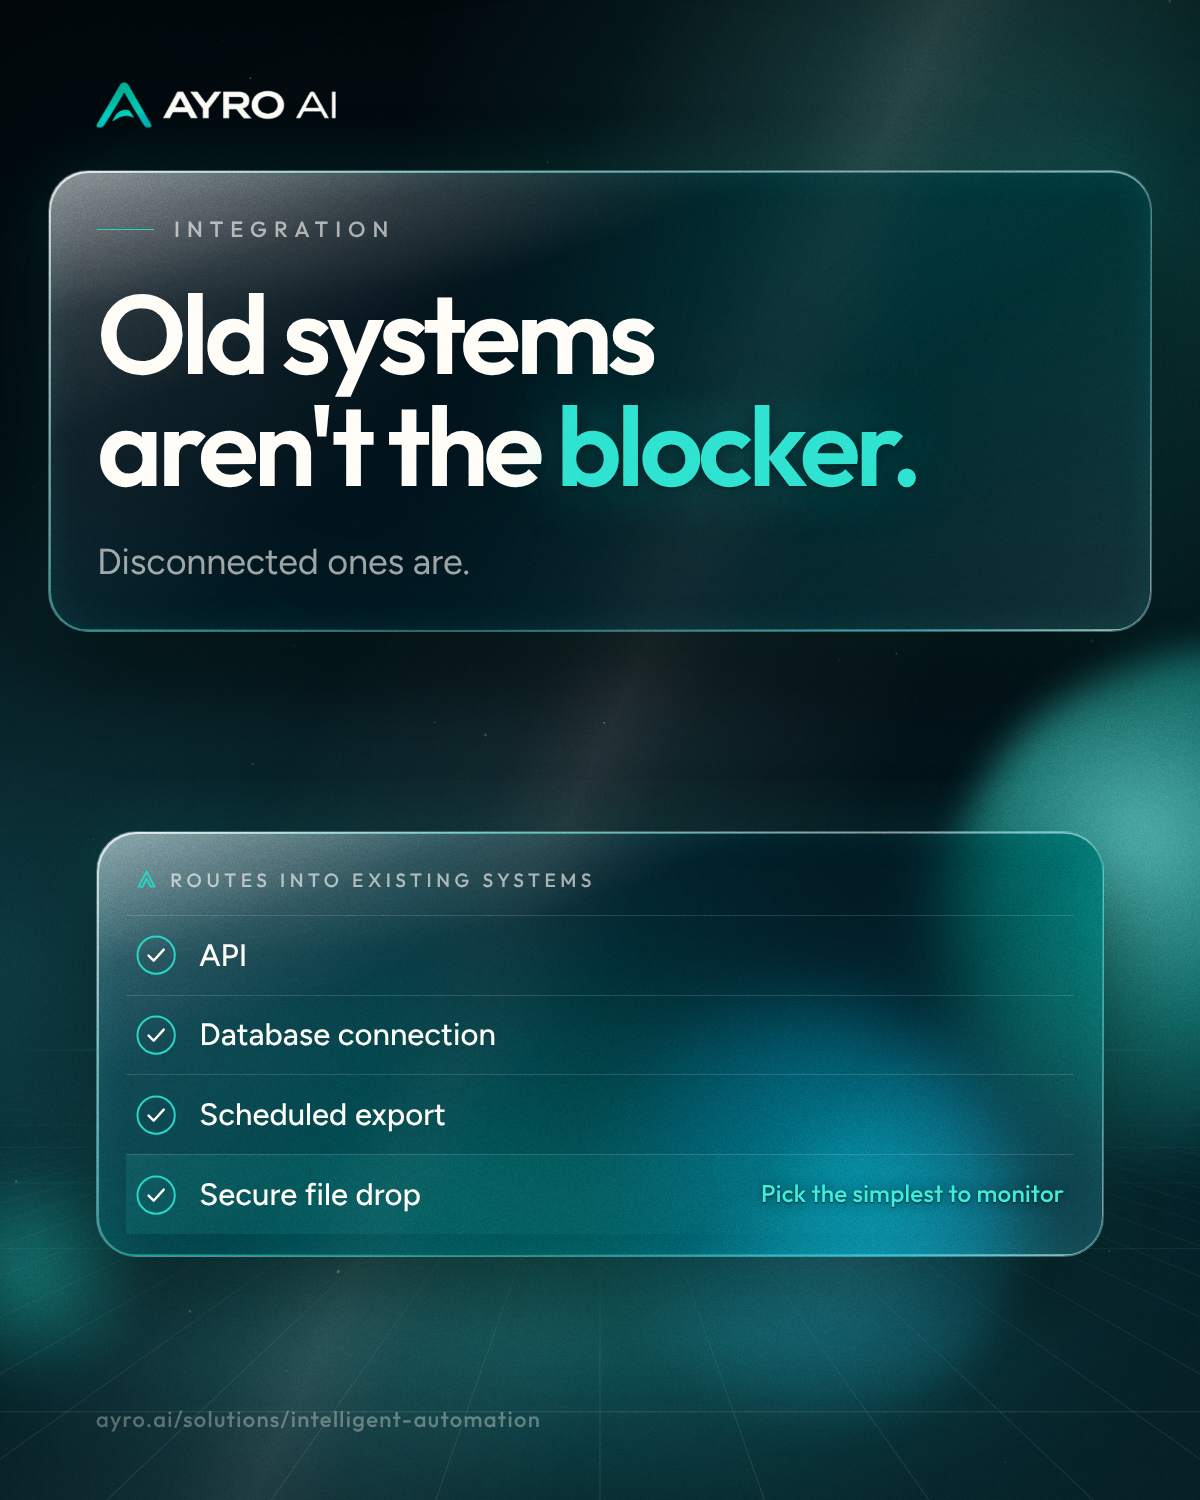 AYRO AI
INTEGRATION
Old systems
aren't the blocker.
Disconnected ones are.
ROUTES INTO EXISTING SYSTEMS
API
Database connection
Scheduled export
Secure file drop
Pick the simplest to monitor
ayro.ai/solutions/intelligent-automation